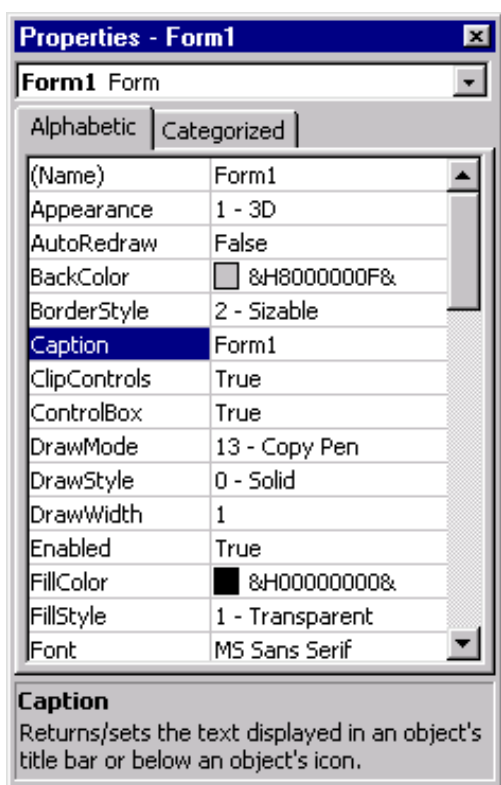 Properties - Form1
Form1 Form
Alphabetic Categorized
(Name) Form1
Appearance 1 - 3D
AutoRedraw False
BackColor &H8000000F&
BorderStyle 2 - Sizable
Caption Form1
ClipControls True
ControlBox True
DrawMode 13 - Copy Pen
DrawStyle 0 - Solid
DrawWidth 1
Enabled True
FillColor &H00000000&
FillStyle 1 - Transparent
Font MS Sans Serif
Caption
Returns/sets the text displayed in an object's
title bar or below an object's icon.